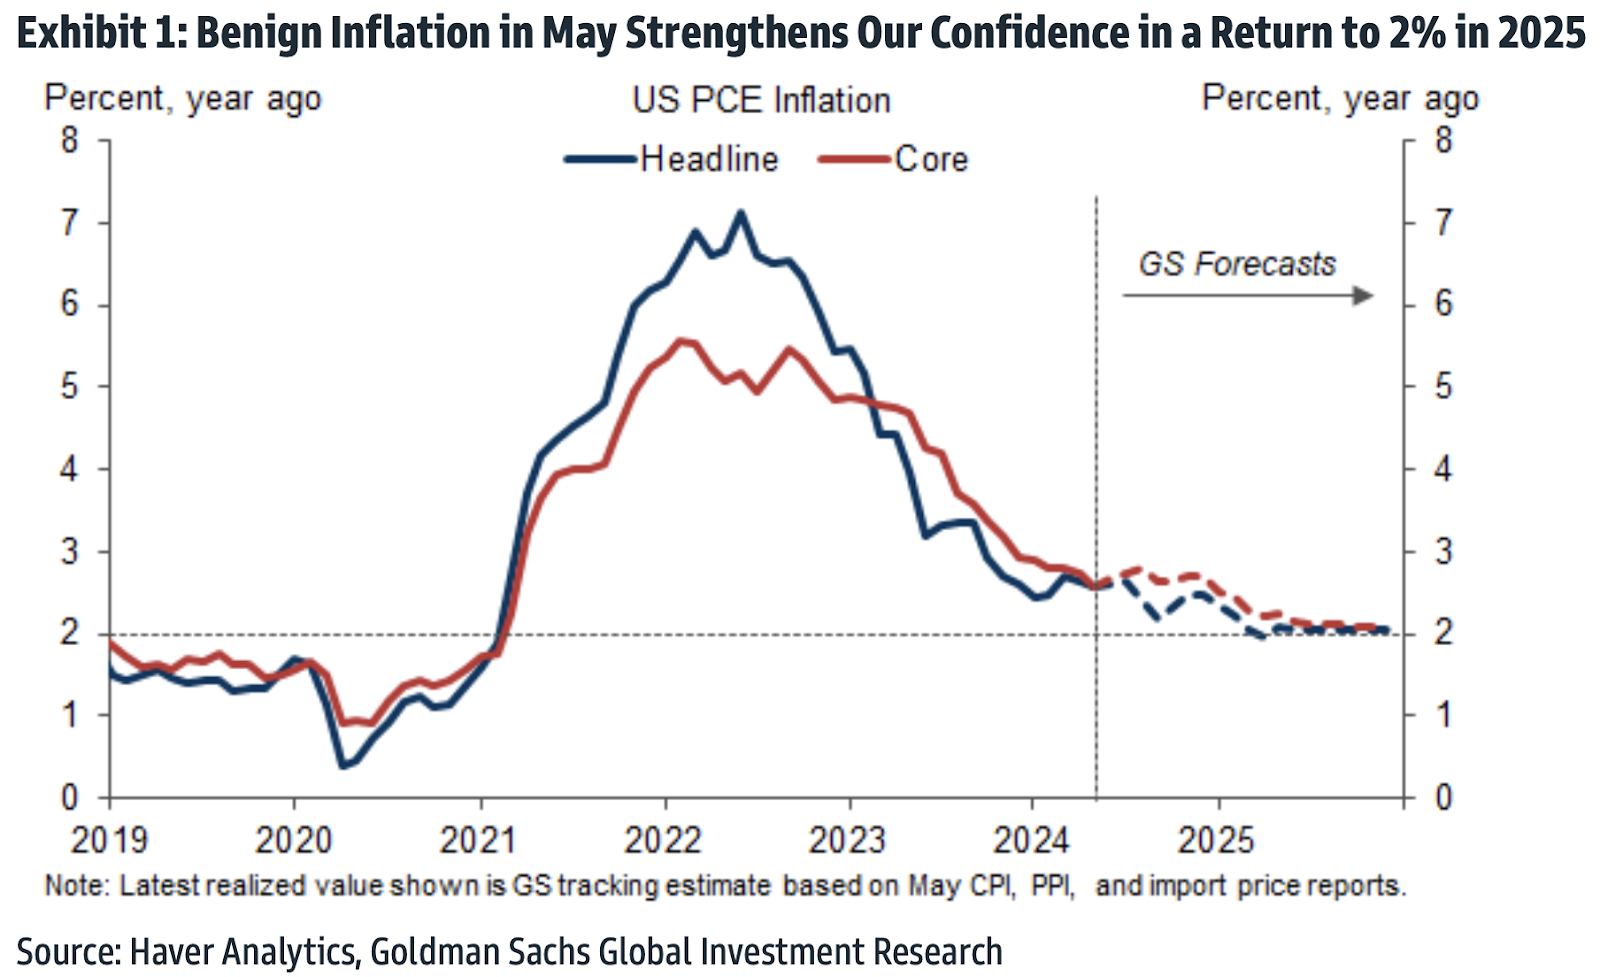 Exhibit 1: Benign Inflation in May Strengthens Our Confidence in a Return to 2% in 2025
Percent, year ago US PCE Inflation Percent, year ago
Headline Core
GS Forecasts
8 8
7 7
6 6
5 5
4 4
3 3
2 2
1 1
0 0
2019 2020 2021 2022 2023 2024 2025
Note: Latest realized value shown is GS tracking estimate based on May CPI, PPI, and import price reports.
Source: Haver Analytics, Goldman Sachs Global Investment Research